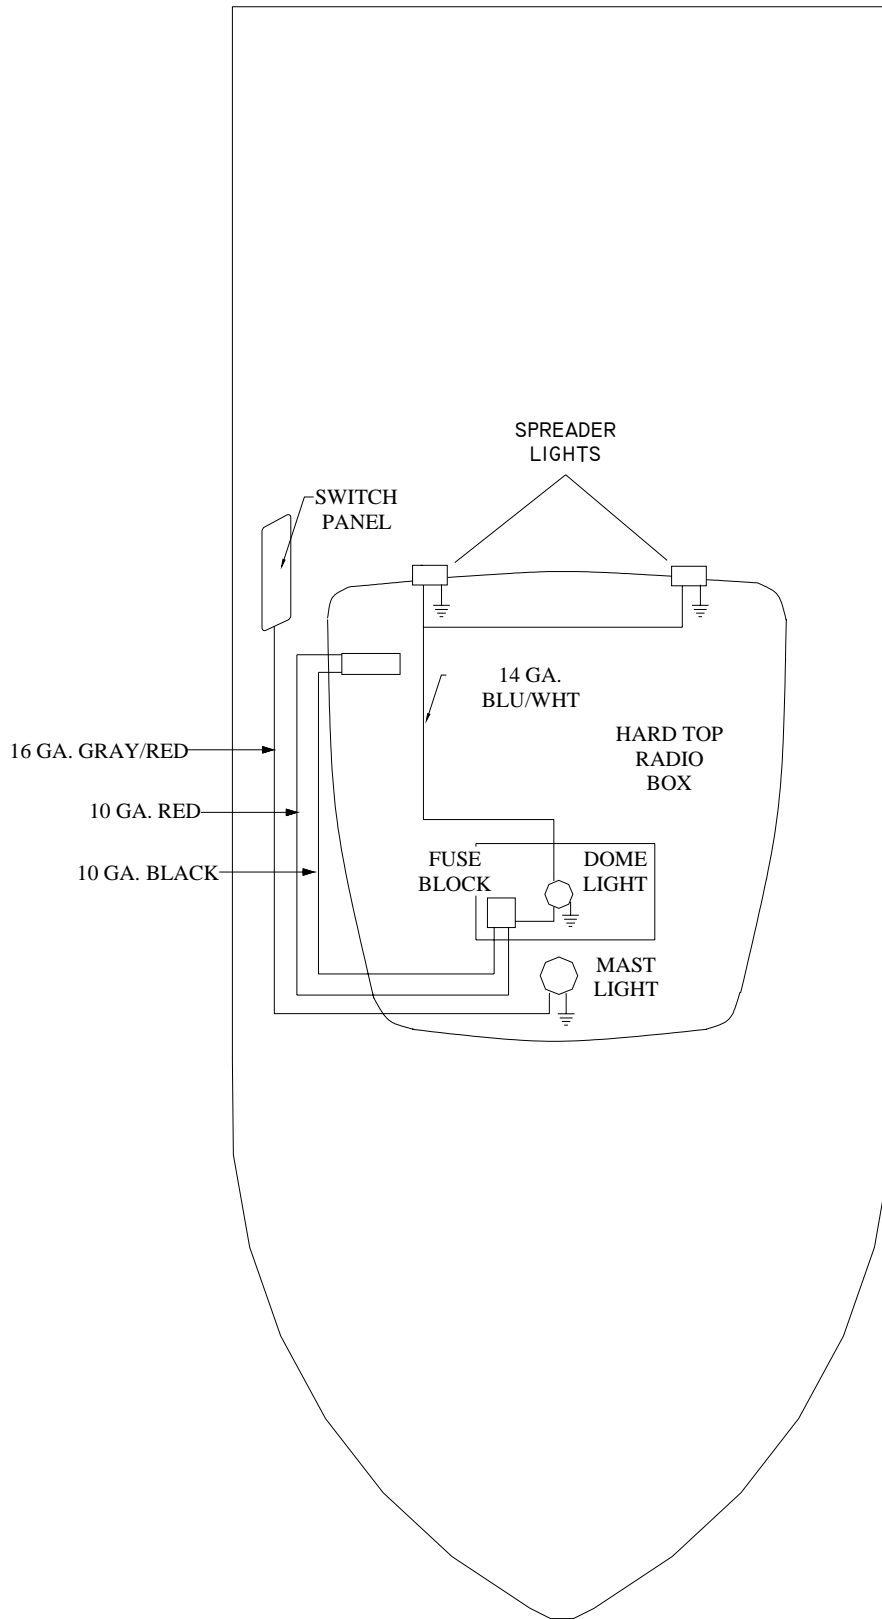 SPREADER
LIGHTS
SWITCH
PANEL
14 GA.
BLU/WHT
HARD TOP
RADIO
BOX
16 GA. GRAY/RED
10 GA. RED
10 GA. BLACK
FUSE
BLOCK
DOME
LIGHT
MAST
LIGHT